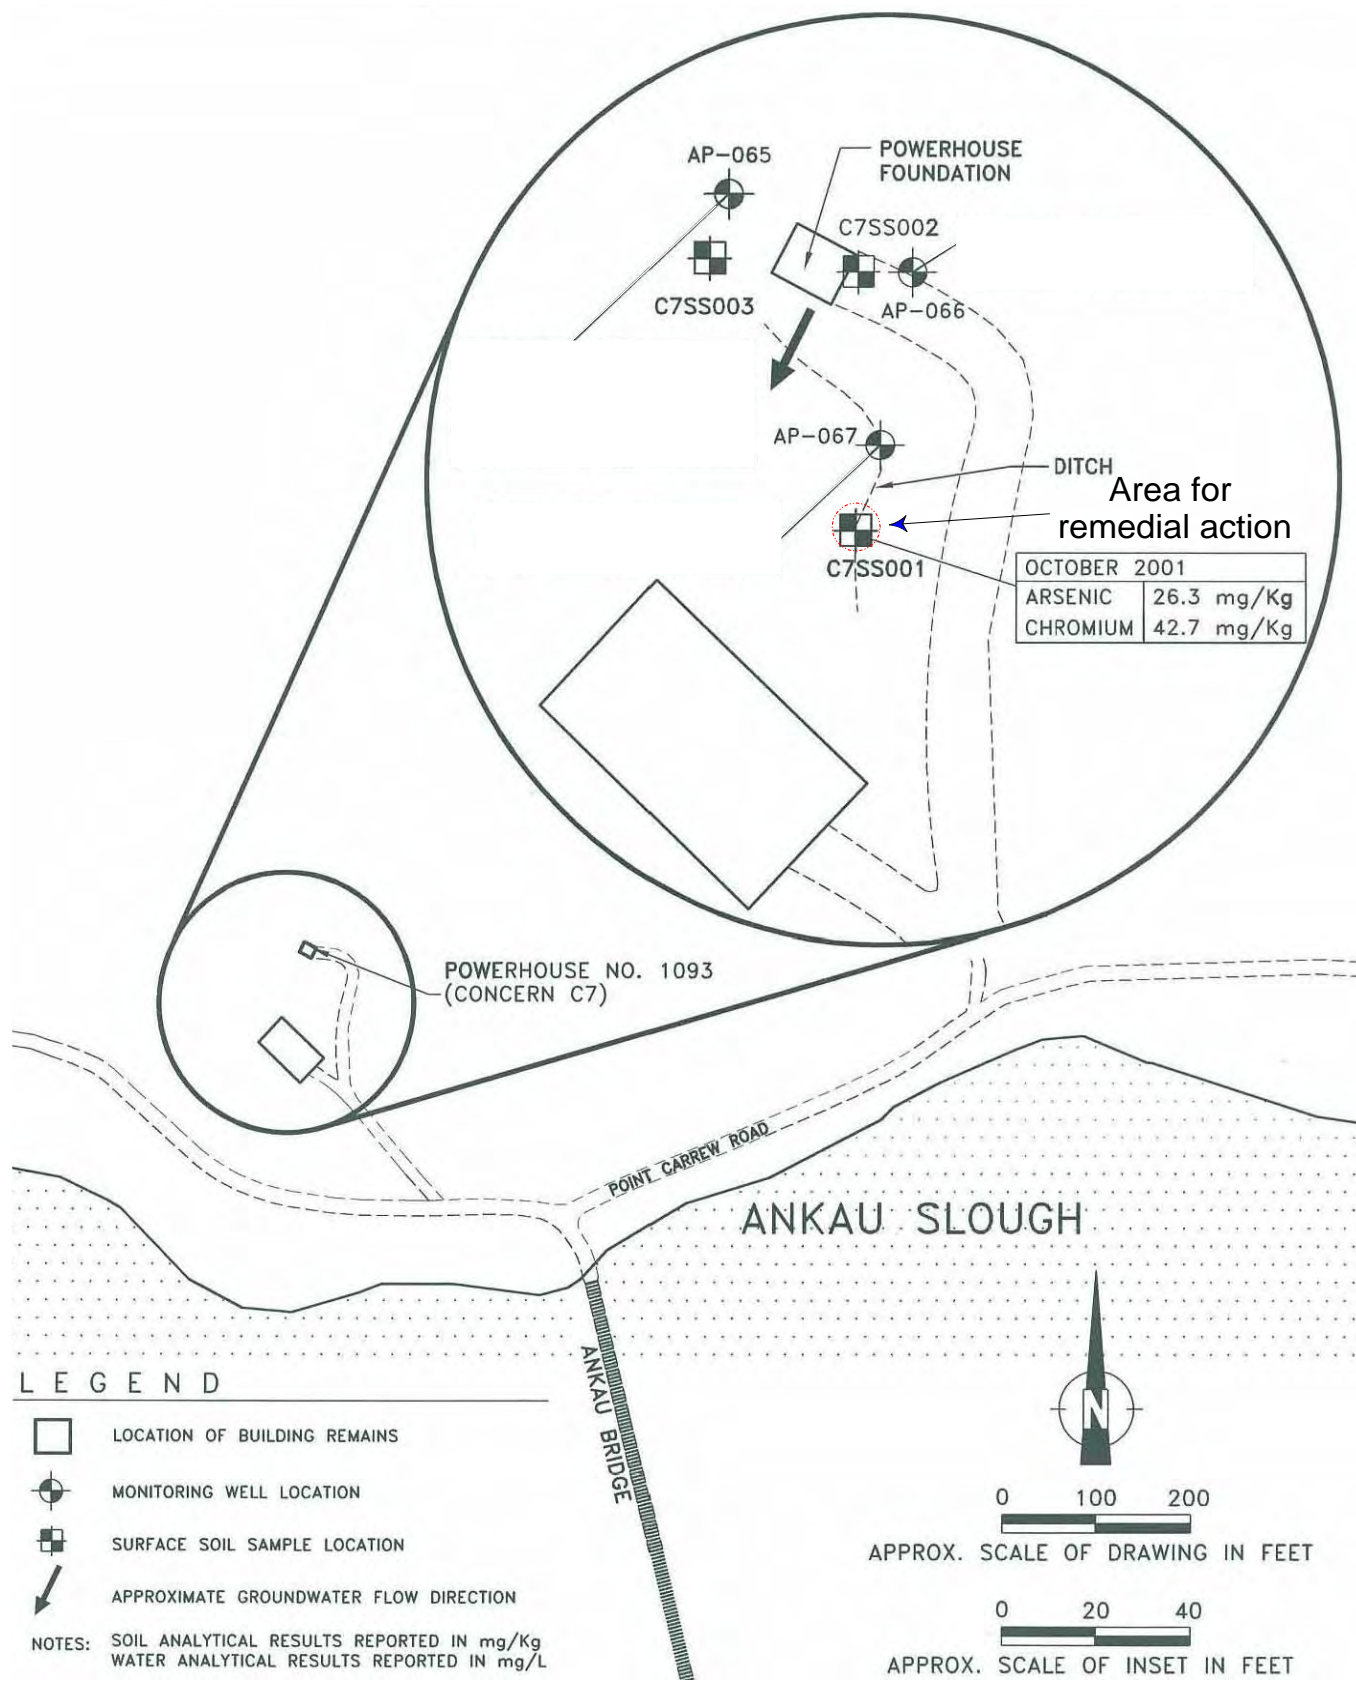 AP-065
POWERHOUSE
FOUNDATION
C7SS002
C7SS003
AP-066
AP-067
DITCH
Area for
remedial action
C7SS001
OCTOBER 2001
ARSENIC 26.3 mg/Kg
CHROMIUM 42.7 mg/Kg
POWERHOUSE NO. 1093
(CONCERN C7)
POINT CARREW ROAD
ANKAU SLOUGH
ANKAU BRIDGE
N
LEGEND
LOCATION OF BUILDING REMAINS
MONITORING WELL LOCATION
SURFACE SOIL SAMPLE LOCATION
APPROXIMATE GROUNDWATER FLOW DIRECTION
NOTES: SOIL ANALYTICAL RESULTS REPORTED IN mg/Kg
WATER ANALYTICAL RESULTS REPORTED IN mg/L
0 100 200
APPROX. SCALE OF DRAWING IN FEET
0 20 40
APPROX. SCALE OF INSET IN FEET